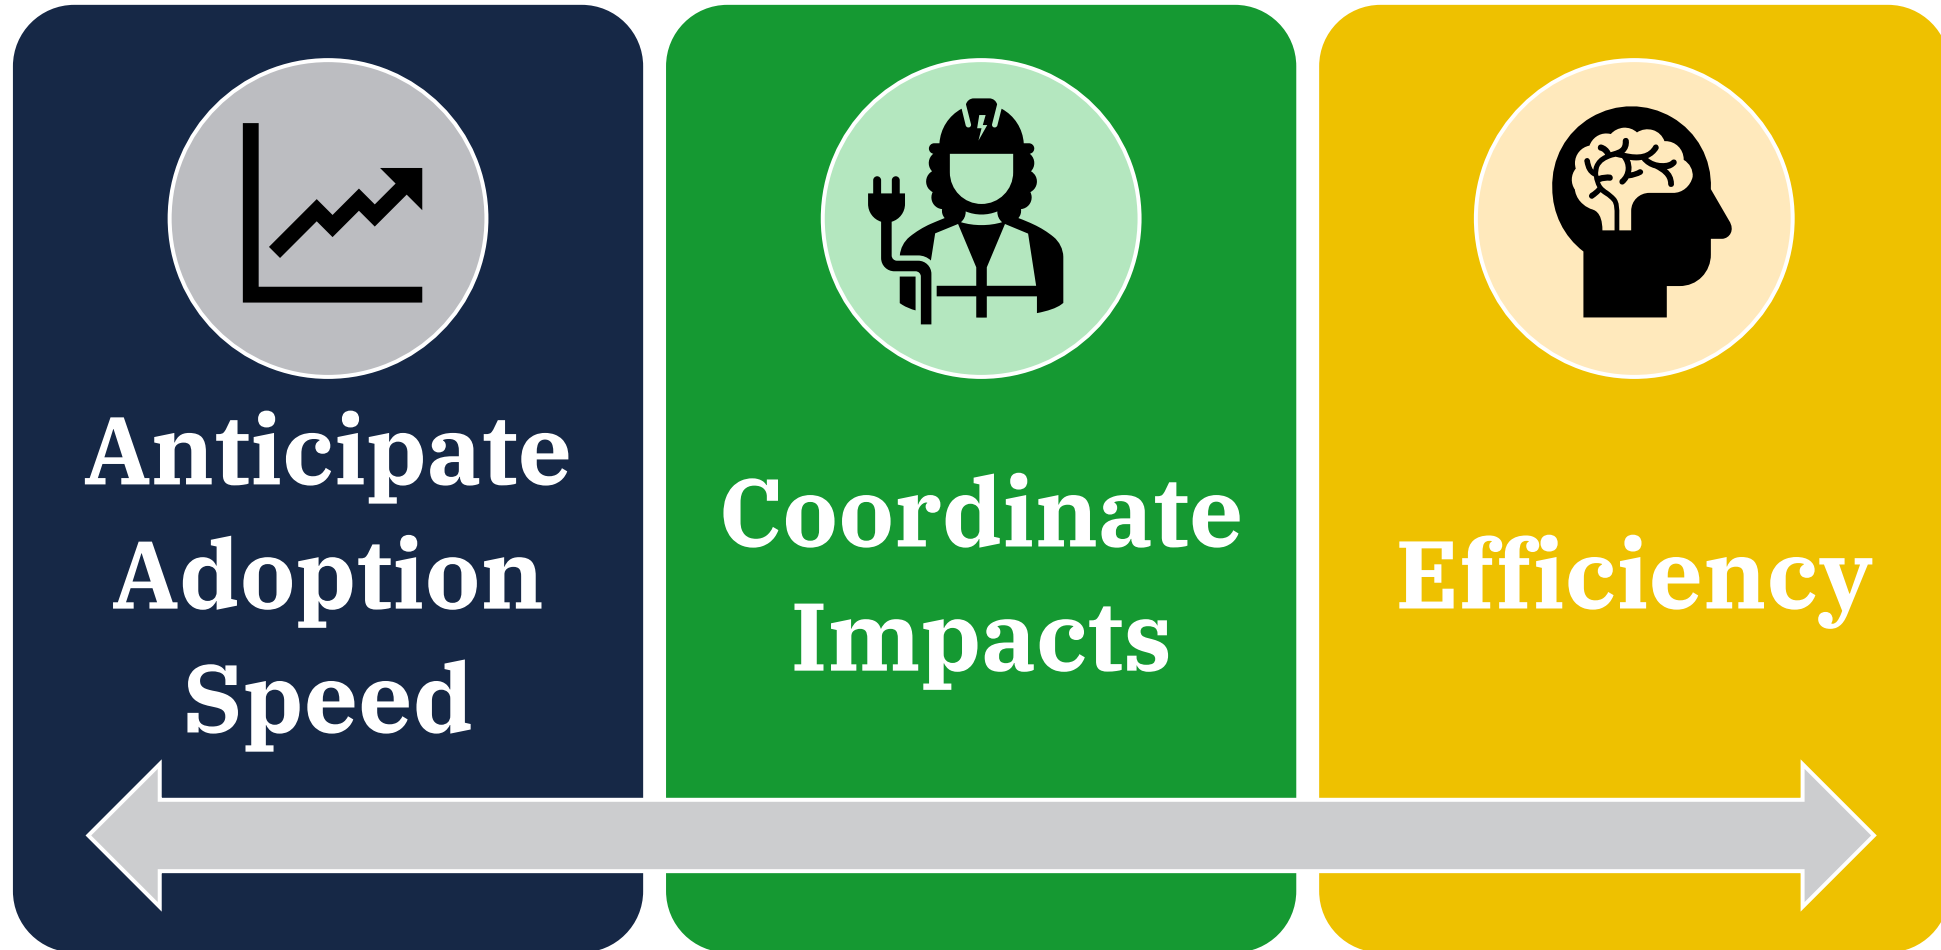 Anticipate
Adoption
Speed
Coordinate
Impacts
Efficiency